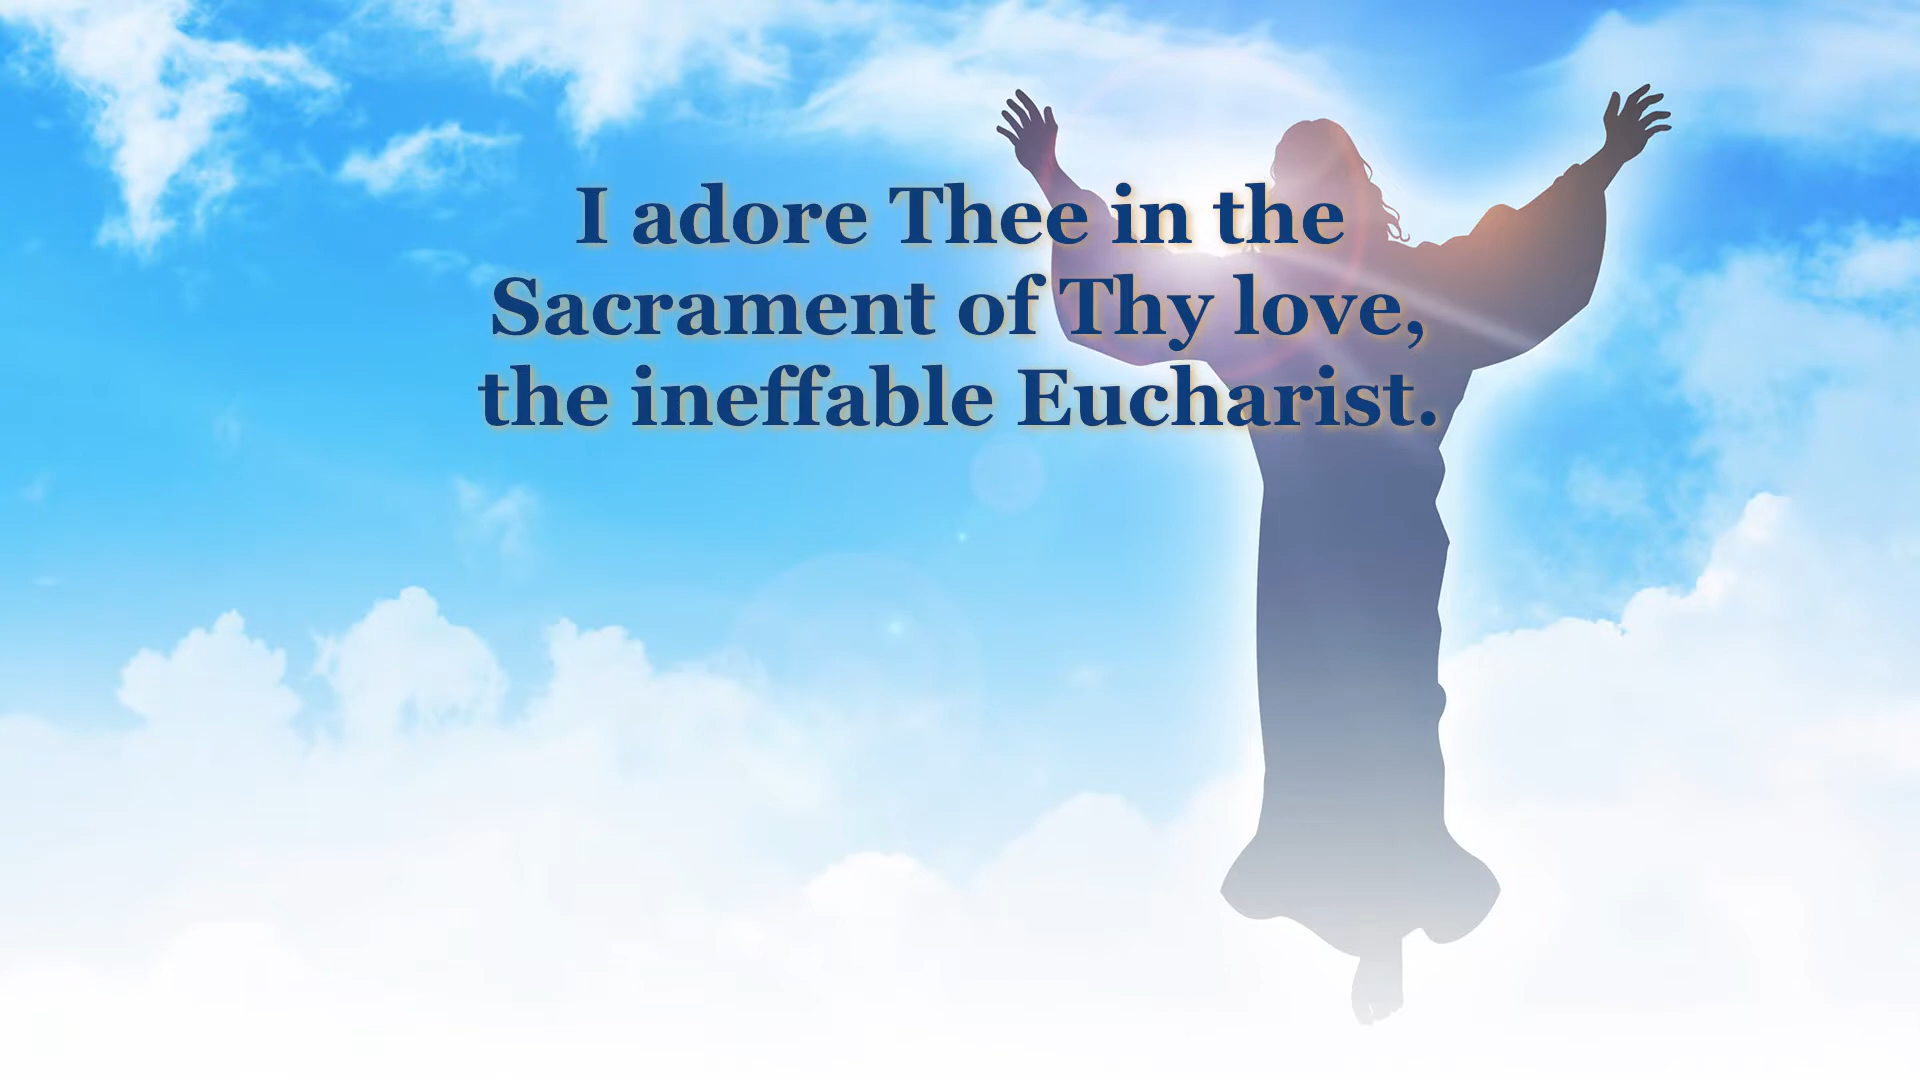 I adore Thee in the
Sacrament of Thy love,
the ineffable Eucharist.